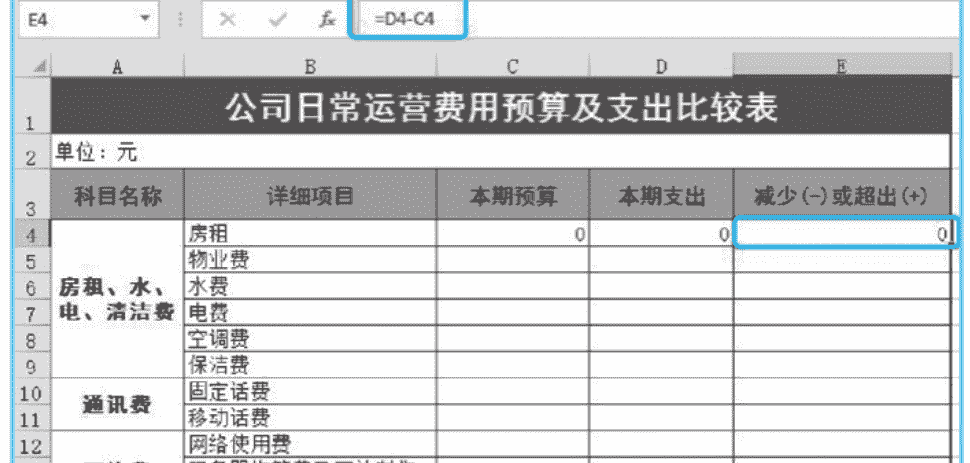 E4 fx =D4-C4
A B C D E
1 公司日常运营费用预算及支出比较表
2 单位：元
3 科目名称 详细项目 本期预算 本期支出 减少(-)或超出(+)
4 房租 0 0 0
5 物业费
6 房租、水、 水费
7 电、清洁费 电费
8 空调费
9 保洁费
10 通讯费 固定话费
11 移动话费
12 网络使用费